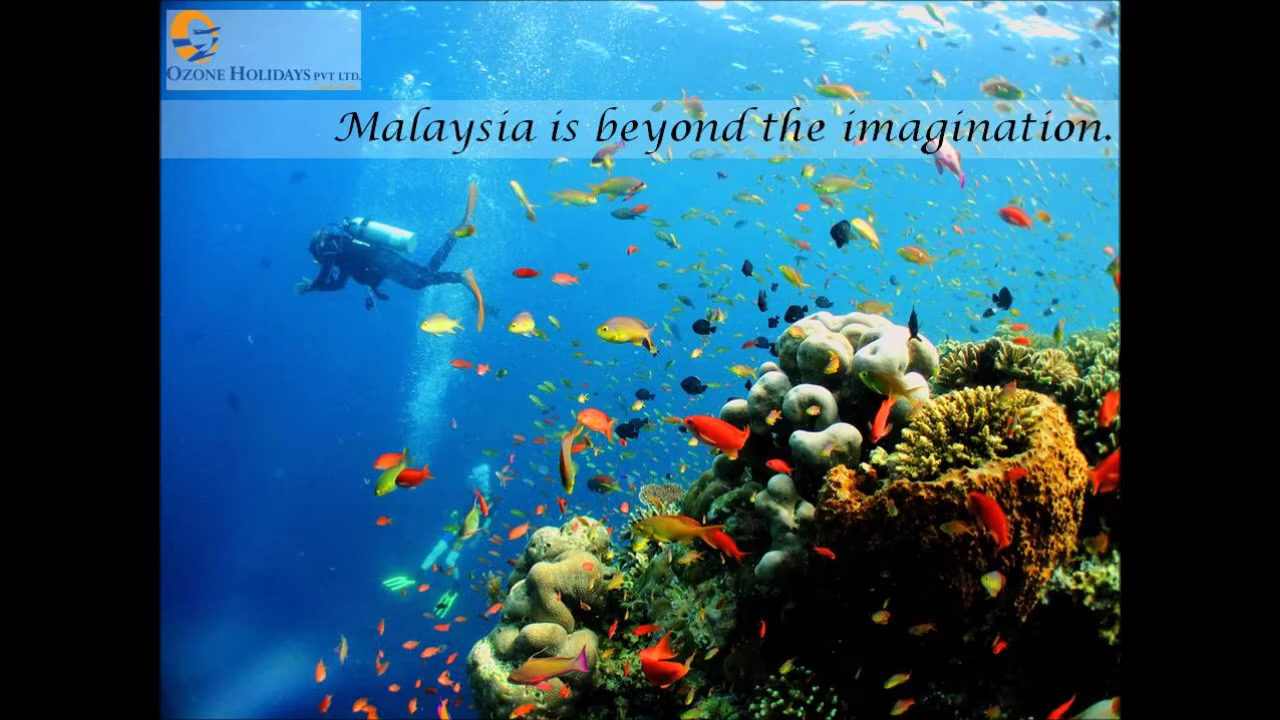 OZONE HOLIDAYS PVT LTD.
Malaysia is beyond the imagination.